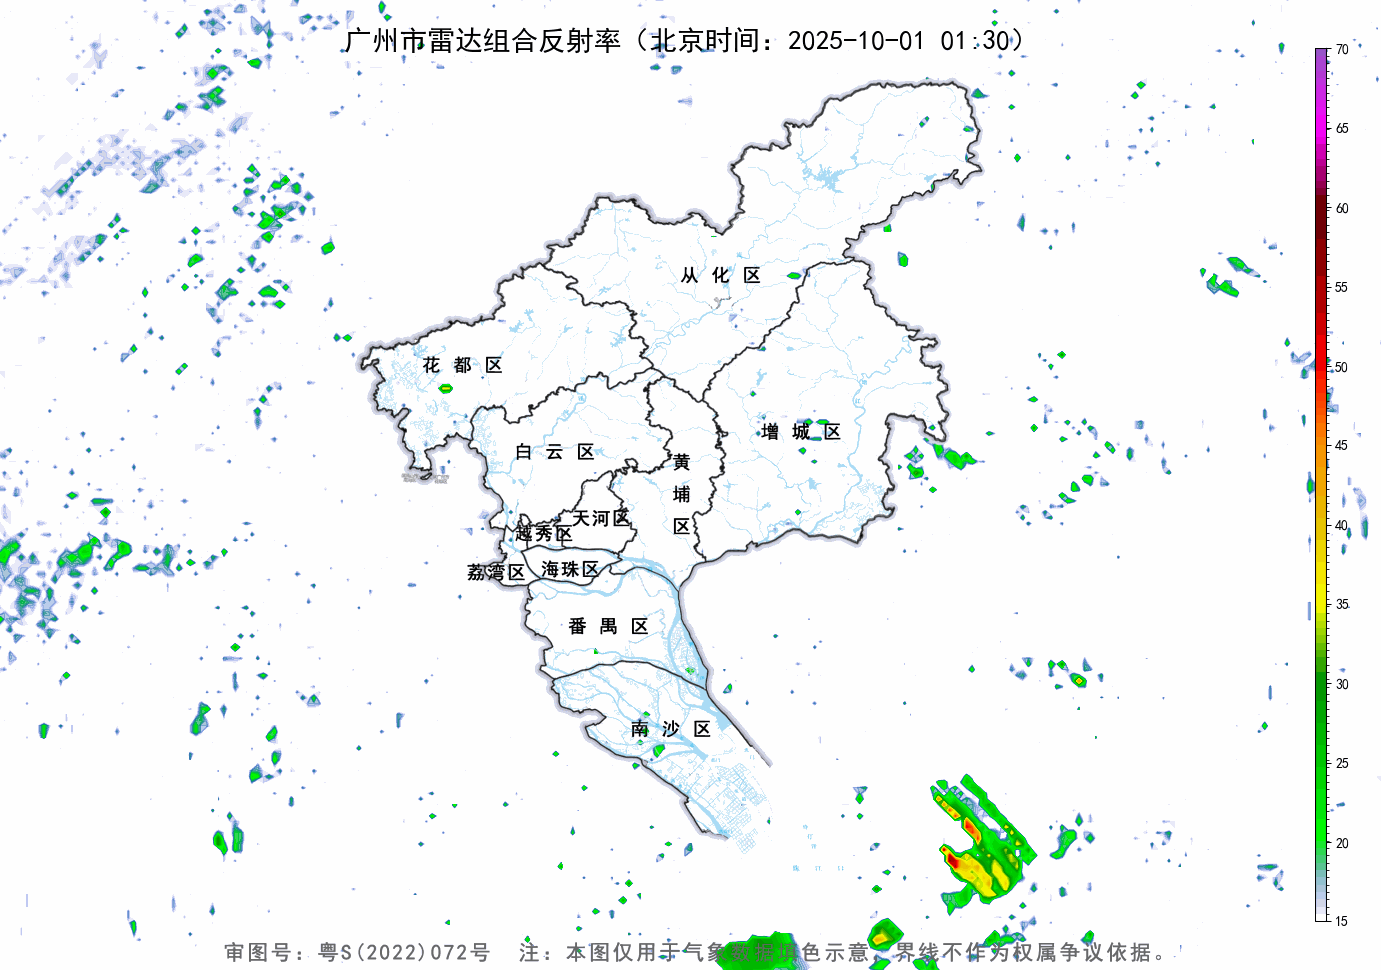 广州市雷达组合反射率（北京时间：2025-10-01 01:30）
70
65
60
55
50
45
40
35
30
25
20
15
从化区
花都区
增城区
白云区
黄埔区
天河区
越秀区
荔湾区
海珠区
番禺区
南沙区
审图号：粤S(2022)072号 注：本图仅用于气象数据填色示意，界线不作为权属争议依据。